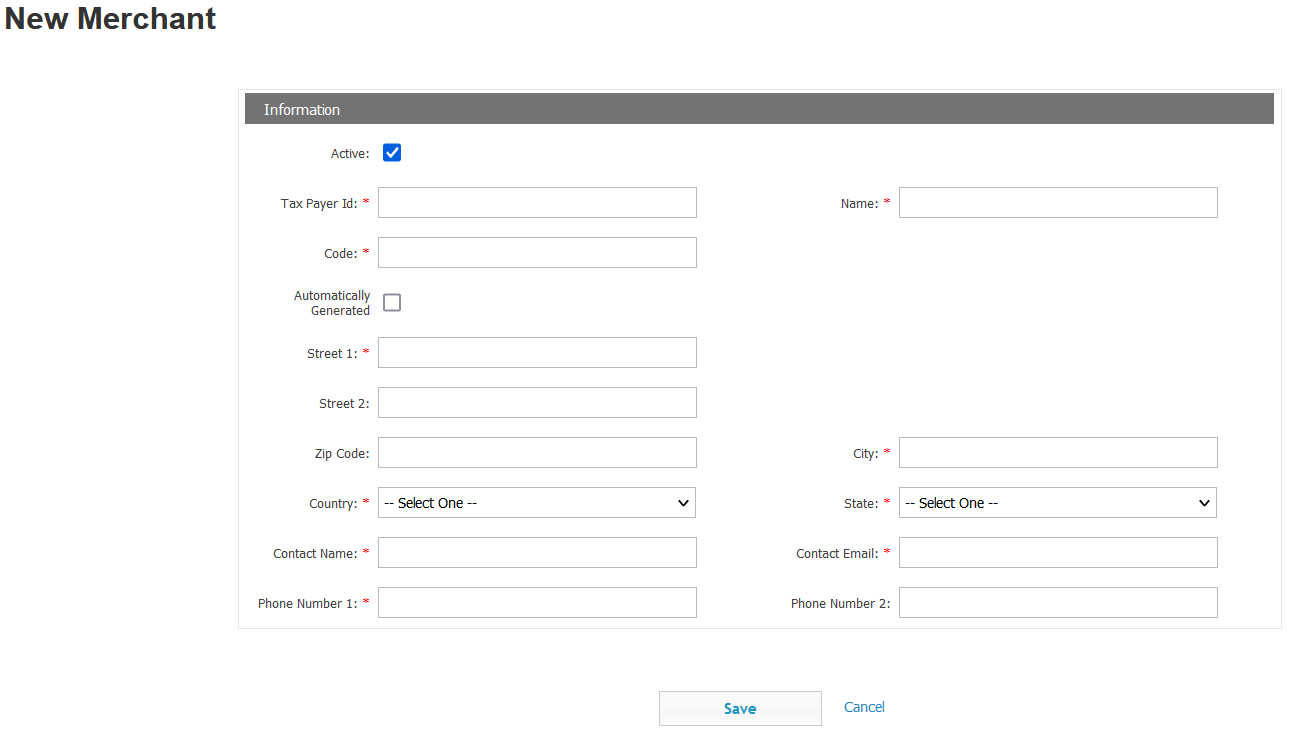 New Merchant
Information
Active:
Tax Payer Id: *
Name: *
Code: *
Automatically
Generated
Street 1: *
Street 2:
Zip Code:
City: *
Country: * -- Select One --
State: * -- Select One --
Contact Name: *
Contact Email: *
Phone Number 1: *
Phone Number 2:
Save
Cancel